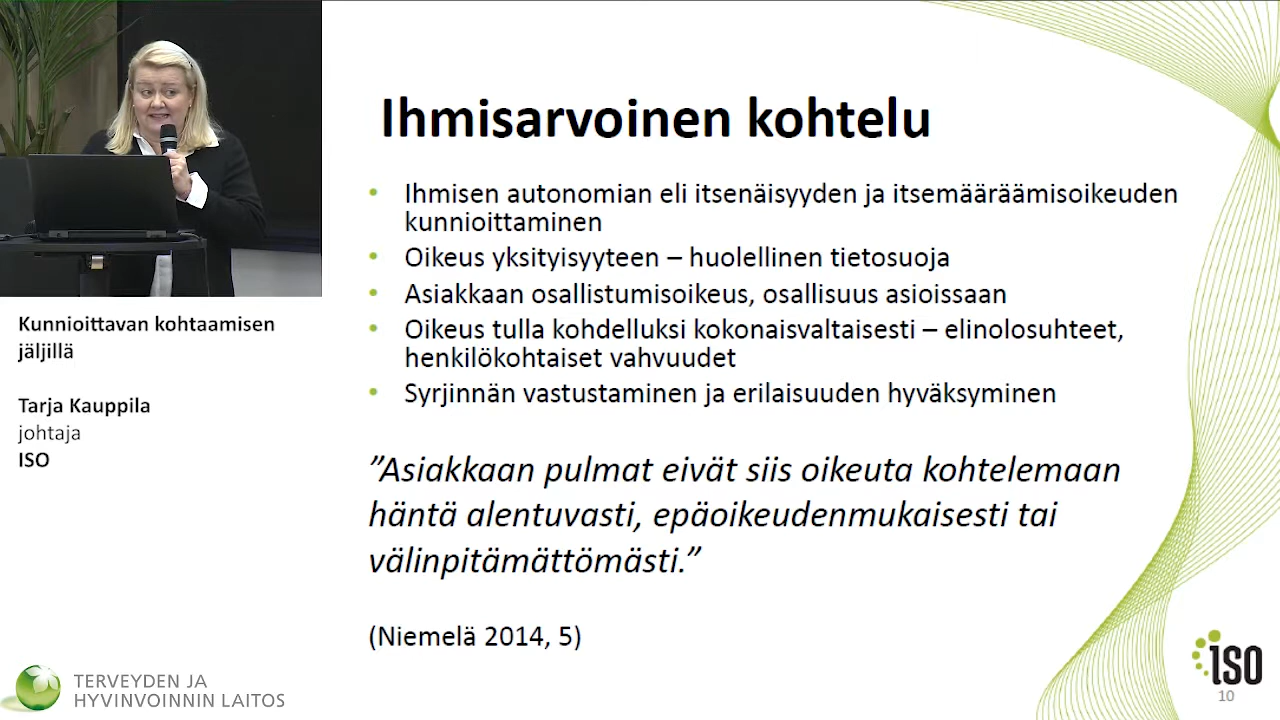 Ihmisarvoinen kohtelu
• Ihmisen autonomian eli itsenäisyyden ja itsemääräämisoikeuden
kunnioittaminen
• Oikeus yksityisyyteen – huolellinen tietosuoja
• Asiakkaan osallistumisoikeus, osallisuus asioissaan
• Oikeus tulla kohdelluksi kokonaisvaltaisesti – elinolosuhteet,
henkilökohtaiset vahvuudet
• Syrjinnän vastustaminen ja erilaisuuden hyväksyminen
”Asiakkaan pulmat eivät siis oikeuta kohtelemaan
häntä alentuvasti, epäoikeudenmukaisesti tai
välinpitämättömästi.”
(Niemelä 2014, 5)
Kunnioittavan kohtaamisen
jäljillä
Tarja Kauppila
johtaja
ISO
TERVEYDEN JA
HYVINVOINNIN LAITOS
ISO
10